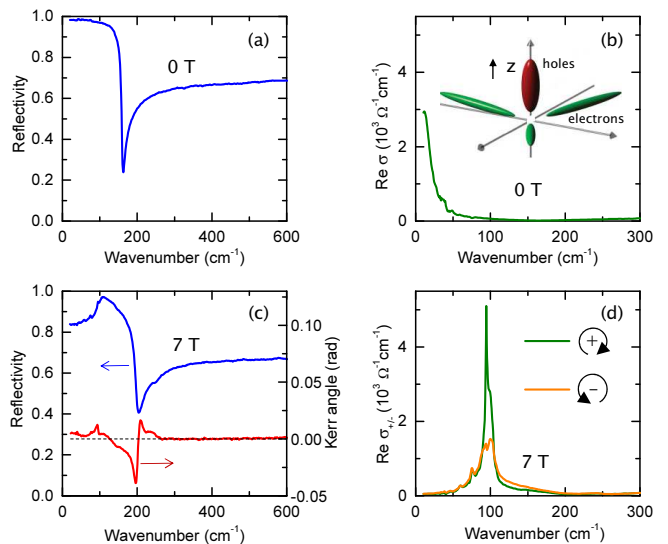 1.0
0.8
0.6
0.4
0.2
0.0
Reflectivity
(a)
0 T
0 200 400 600
Wavenumber (cm⁻¹)
4
2
0
Re σ (10³ Ω⁻¹cm⁻¹)
(b)
z
holes
electrons
0 T
0 100 200 300
Wavenumber (cm⁻¹)
1.0
0.8
0.6
0.4
0.2
0.0
Reflectivity
(c)
7 T
0.10
0.05
0.00
-0.05
Kerr angle (rad)
0 200 400 600
Wavenumber (cm⁻¹)
4
2
0
Re σ+/- (10³ Ω⁻¹cm⁻¹)
(d)
+
−
7 T
0 100 200 300
Wavenumber (cm⁻¹)